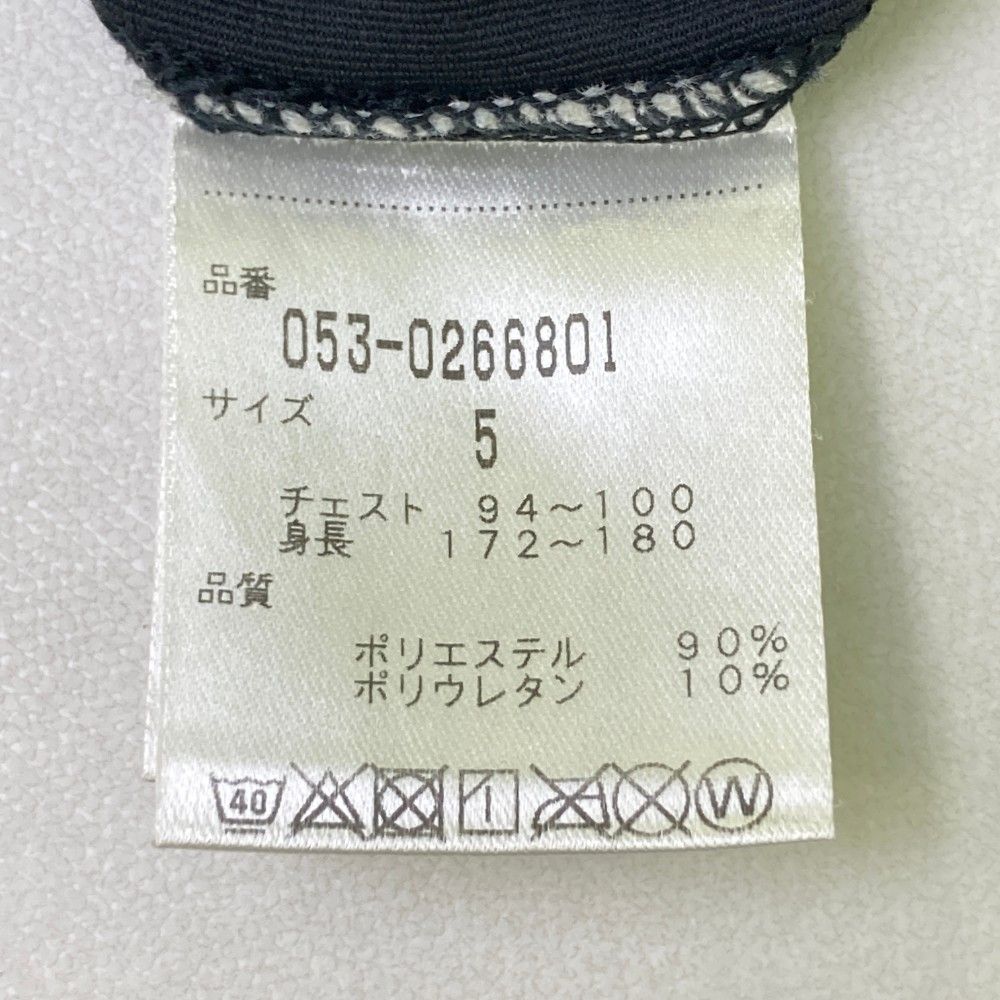 品番
053-0266801
サイズ
5
チェスト 94～100
身長 172～180
品質
ポリエステル 90%
ポリウレタン 10%
40 W